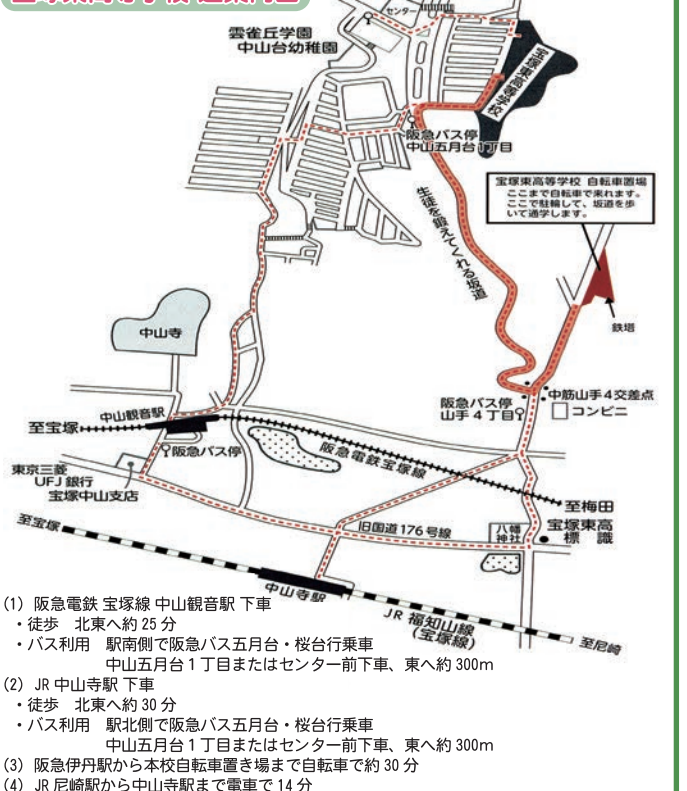 センター
雲雀丘学園
中山台幼稚園
宝塚東高等学校
阪急バス停
中山五月台1丁目
宝塚東高等学校 自転車置場
ここまで自転車で来れます。
ここで駐輪して、坂道を歩
いて通学します。
生徒を鍛えてくれる坂道
鉄塔
中山寺
中筋山手4交差点
阪急バス停
山手4丁目
コンビニ
中山観音駅
至宝塚
阪急バス停
阪急電鉄宝塚線
東京三菱
UFJ銀行
宝塚中山支店
至梅田
至宝塚
旧国道176号線
八幡
神社
宝塚東高
標識
中山寺駅
JR 福知山線
(宝塚線)
至尼崎
(1) 阪急電鉄 宝塚線 中山観音駅 下車
・徒歩 北東へ約25分
・バス利用 駅南側で阪急バス五月台・桜台行乗車
中山五月台1丁目またはセンター前下車、東へ約300m
(2) JR中山寺駅 下車
・徒歩 北東へ約30分
・バス利用 駅北側で阪急バス五月台・桜台行乗車
中山五月台1丁目またはセンター前下車、東へ約300m
(3) 阪急伊丹駅から本校自転車置き場まで自転車で約30分
(4) JR尼崎駅から中山寺駅まで電車で14分